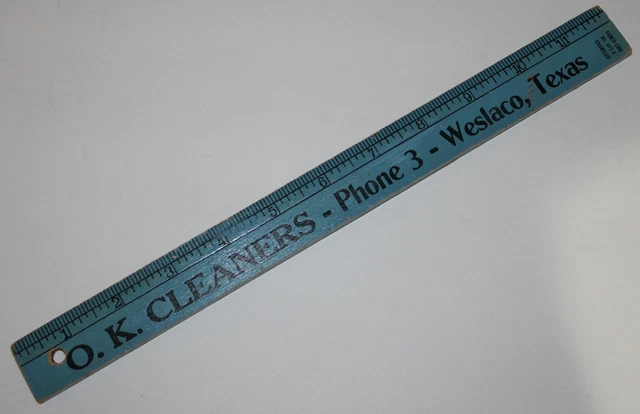 1 2 3 4 5 6 7 8 9 10 11
O. K. CLEANERS - Phone 3 - Weslaco, Texas